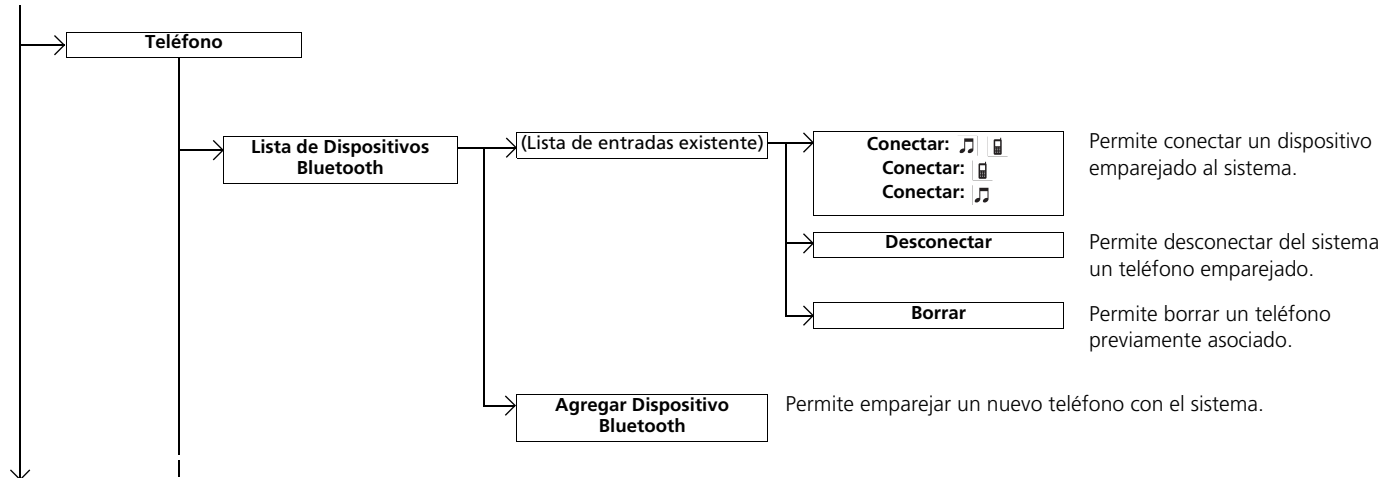 Teléfono
Lista de Dispositivos
Bluetooth
(Lista de entradas existente)
Conectar:
Conectar:
Conectar:
Permite conectar un dispositivo
emparejado al sistema.
Desconectar
Permite desconectar del sistema
un teléfono emparejado.
Borrar
Permite borrar un teléfono
previamente asociado.
Agregar Dispositivo
Bluetooth
Permite emparejar un nuevo teléfono con el sistema.